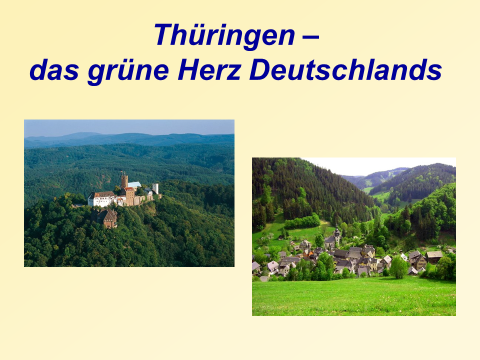 Thüringen –
das grüne Herz Deutschlands